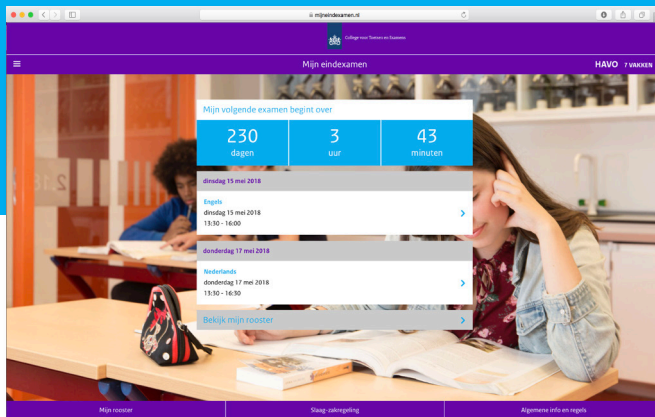 mijneindexamen.nl
College voor Toetsen en Examens
Mijn eindexamen
HAVO 7 VAKKEN
Mijn volgende examen begint over
230 3 43
dagen uur minuten
dinsdag 15 mei 2018
Engels
dinsdag 15 mei 2018
13:30 - 16:00
donderdag 17 mei 2018
Nederlands
donderdag 17 mei 2018
13:30 - 16:30
Bekijk mijn rooster
Mijn rooster Slaag-zakregeling Algemene info en regels